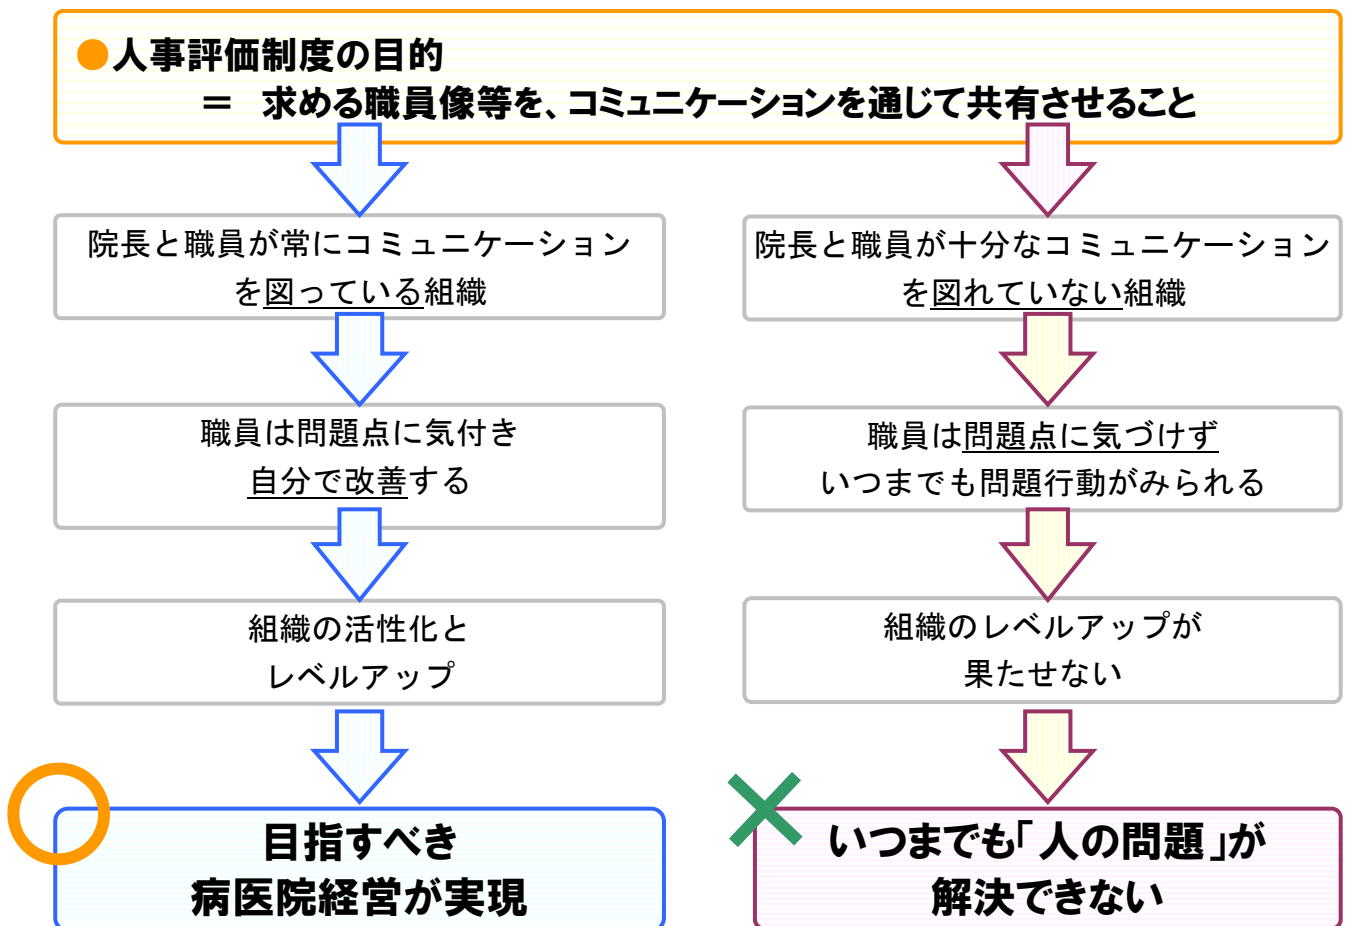 ●人事評価制度の目的
＝ 求める職員像等を、コミュニケーションを通じて共有させること
院長と職員が常にコミュニケーション
を図っている組織
職員は問題点に気付き
自分で改善する
組織の活性化と
レベルアップ
目指すべき
病医院経営が実現
院長と職員が十分なコミュニケーション
を図れていない組織
職員は問題点に気づけず
いつまでも問題行動がみられる
組織のレベルアップが
果たせない
いつまでも「人の問題」が
解決できない